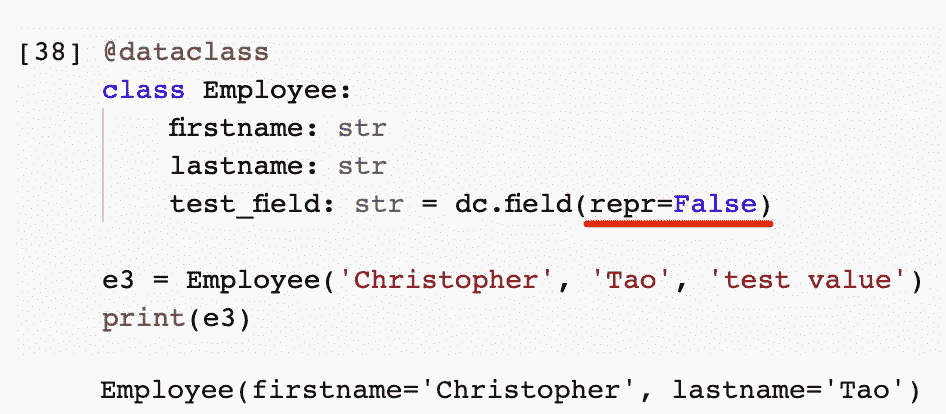 [38] @dataclass
class Employee:
firstname: str
lastname: str
test_field: str = dc.field(repr=False)
e3 = Employee('Christopher', 'Tao', 'test value')
print(e3)
Employee(firstname='Christopher', lastname='Tao')